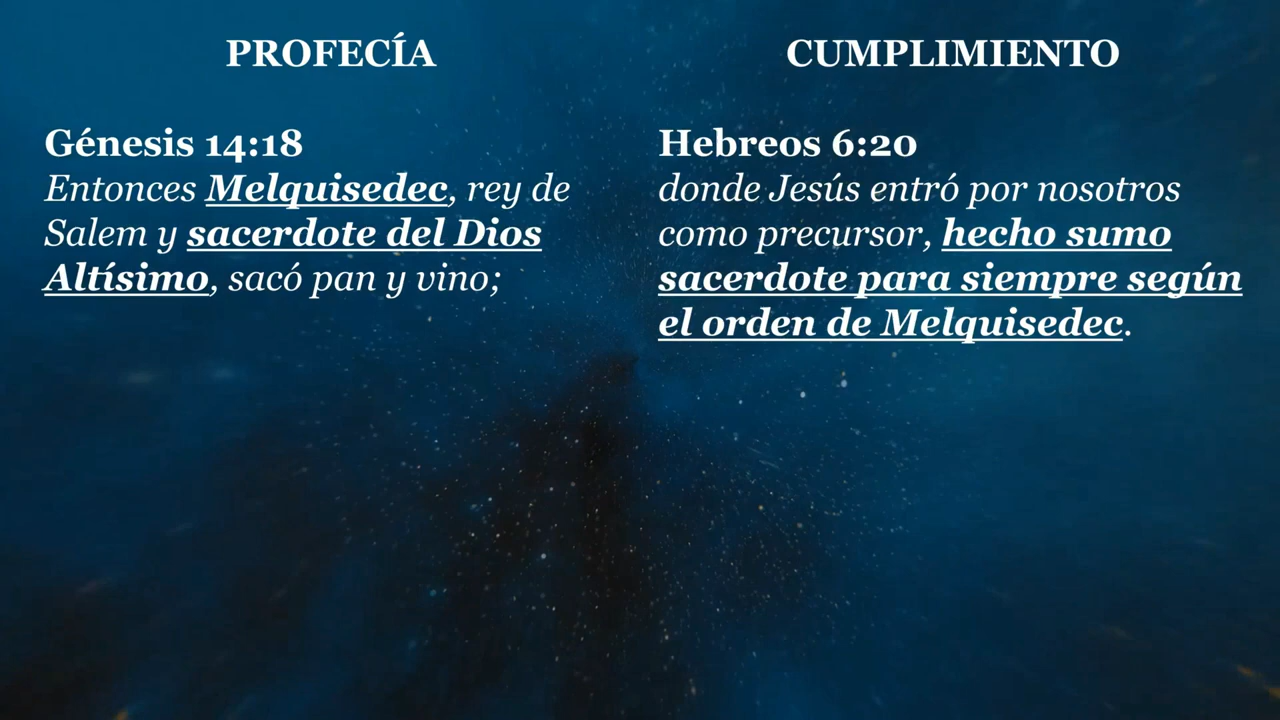 PROFECÍA
Génesis 14:18
Entonces Melquisedec, rey de
Salem y sacerdote del Dios
Altísimo, sacó pan y vino;
CUMPLIMIENTO
Hebreos 6:20
donde Jesús entró por nosotros
como precursor, hecho sumo
sacerdote para siempre según
el orden de Melquisedec.